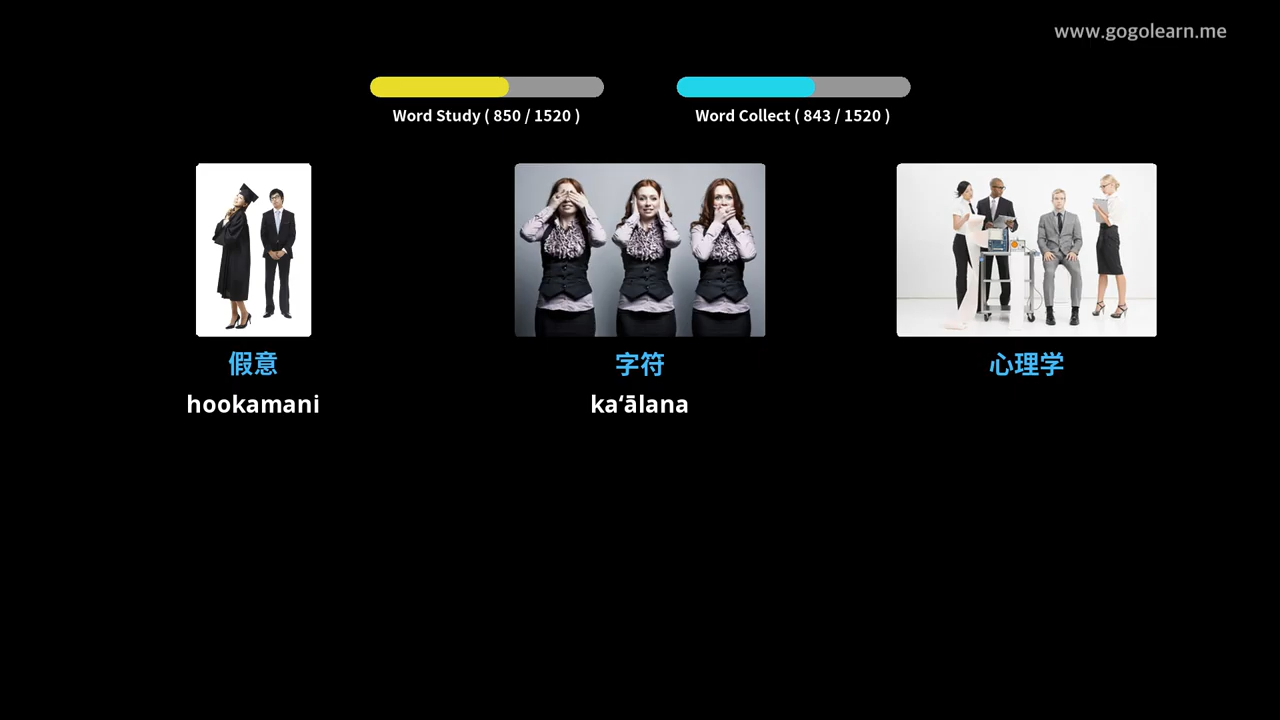 www.gogolearn.me
Word Study ( 850 / 1520 )
Word Collect ( 843 / 1520 )
假意
字符
心理学
hookamani
kaʻālana